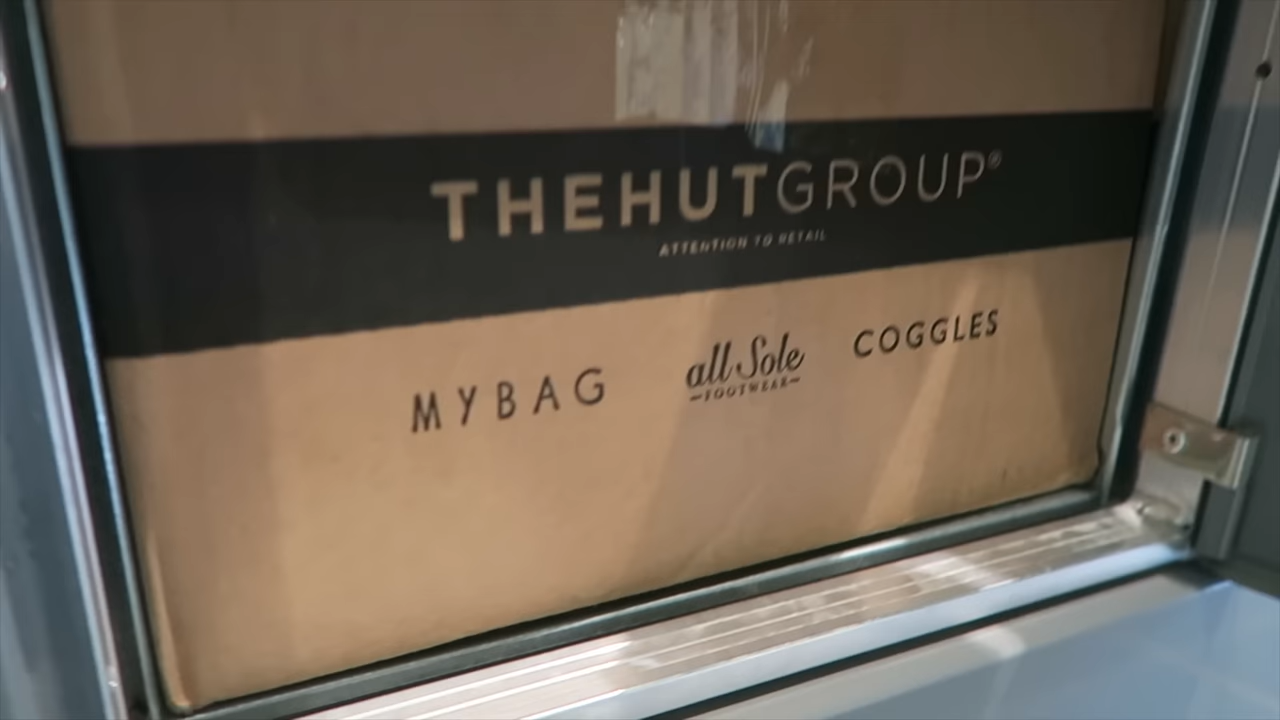 THEHUTGROUP®
ATTENTION TO RETAIL
MYBAG
all Sole
FOOTWEAR
COGGLES